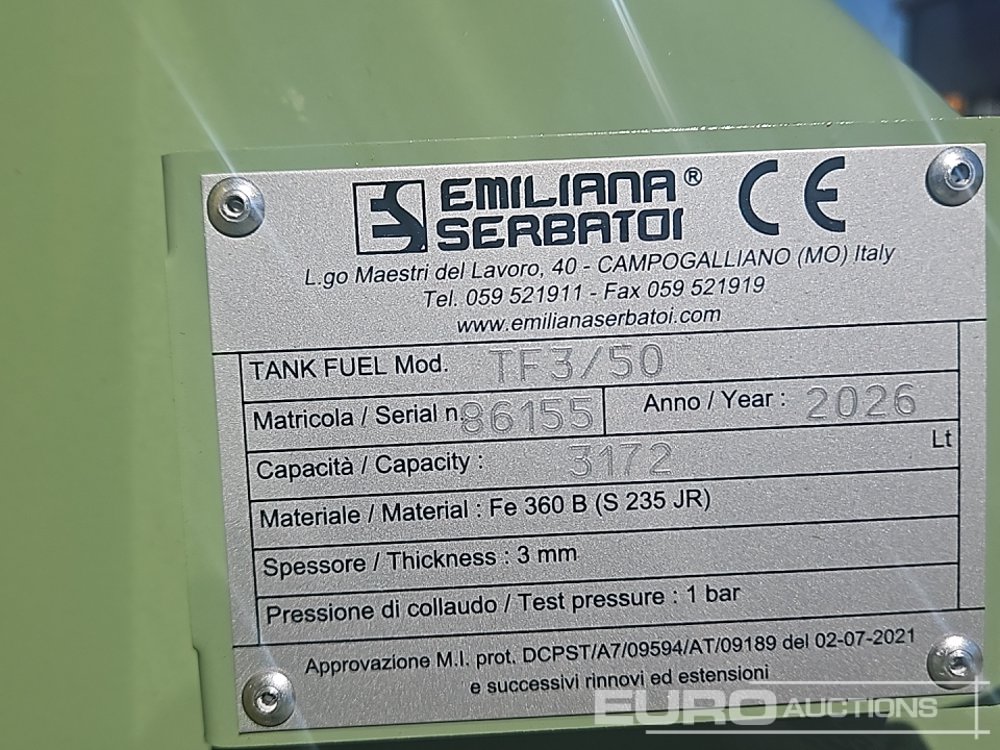 EMILIANA® CE
SERBATOI
L.go Maestri del Lavoro, 40 - CAMPOGALLIANO (MO) Italy
Tel. 059 521911 - Fax 059 521919
www.emilianaserbatoi.com
TANK FUEL Mod. TF3/50
Matricola / Serial n. 86155 Anno / Year : 2026
Capacità / Capacity : 3172 Lt
Materiale / Material : Fe 360 B (S 235 JR)
Spessore / Thickness : 3 mm
Pressione di collaudo / Test pressure : 1 bar
Approvazione M.I. prot. DCPST/A7/09594/AT/09189 del 02-07-2021
e successivi rinnovi ed estensioni
EURO AUCTIONS